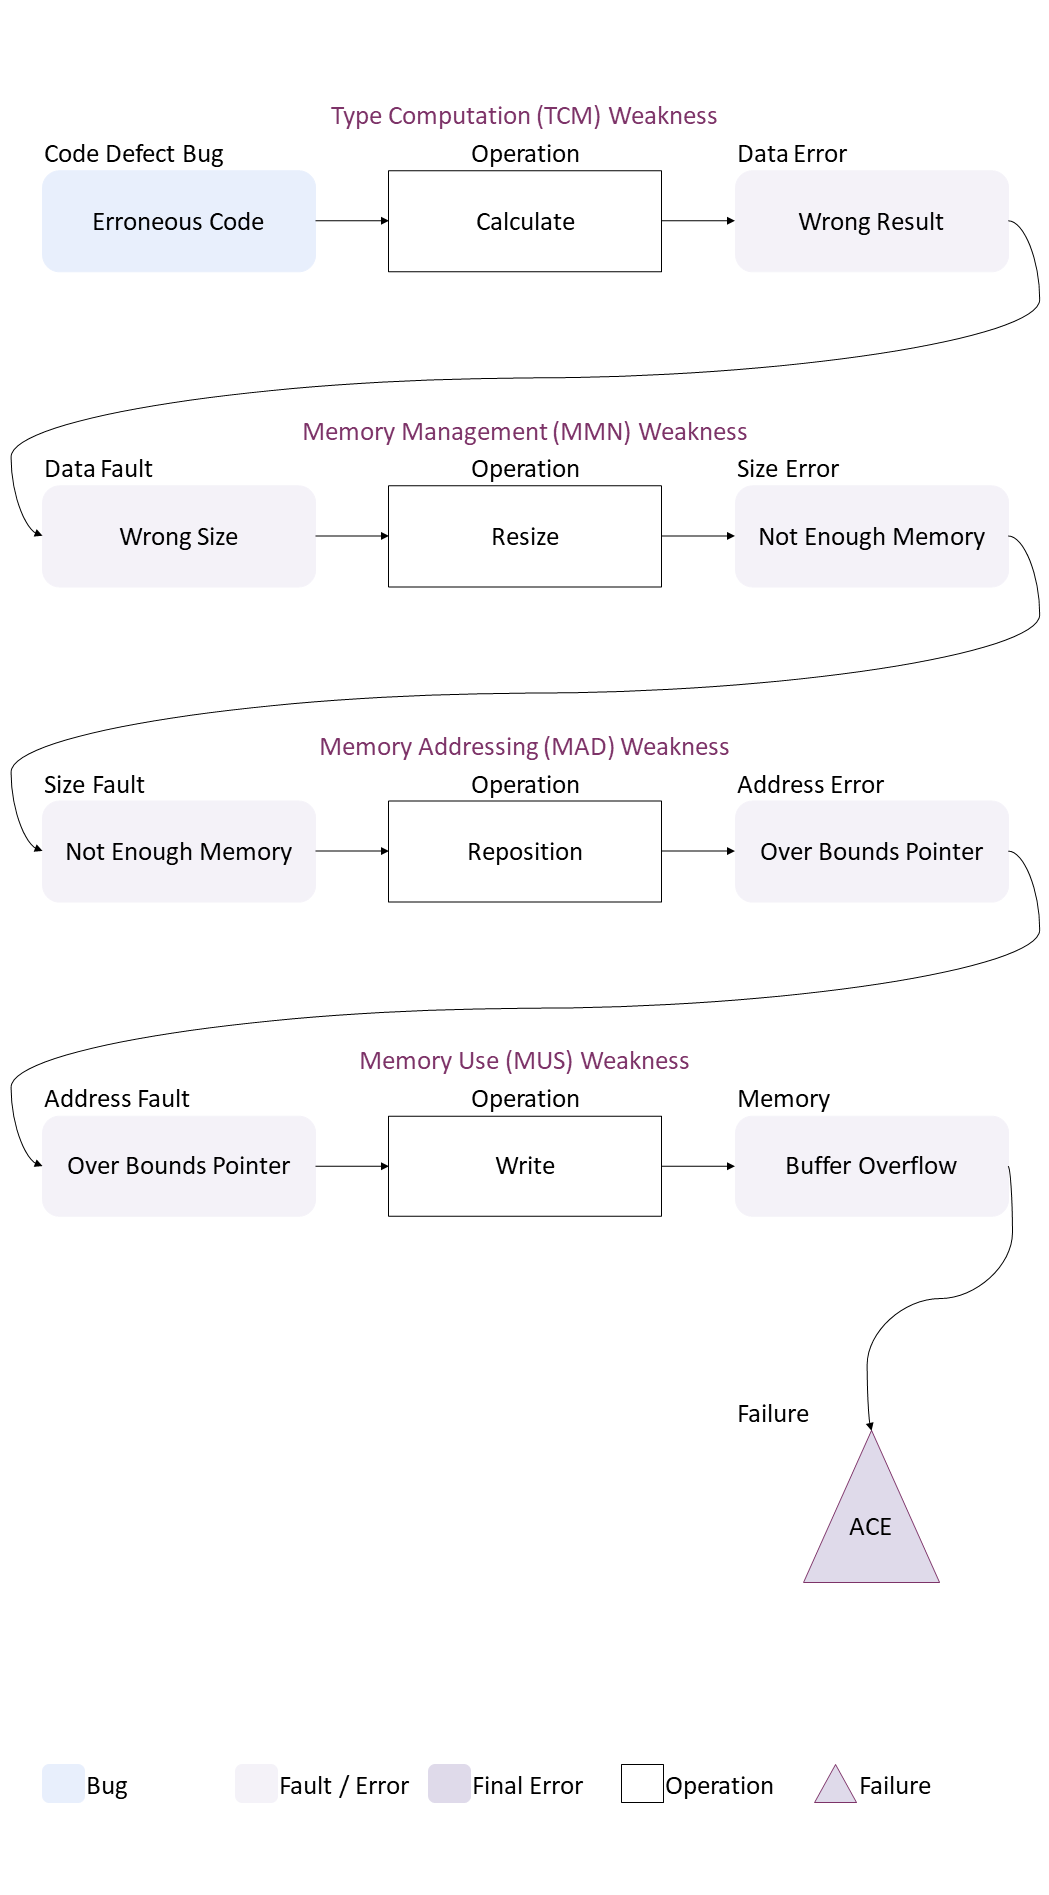 Type Computation (TCM) Weakness
Code Defect Bug
Operation
Data Error
Erroneous Code
Calculate
Wrong Result
Memory Management (MMN) Weakness
Data Fault
Operation
Size Error
Wrong Size
Resize
Not Enough Memory
Memory Addressing (MAD) Weakness
Size Fault
Operation
Address Error
Not Enough Memory
Reposition
Over Bounds Pointer
Memory Use (MUS) Weakness
Address Fault
Operation
Memory
Over Bounds Pointer
Write
Buffer Overflow
Failure
ACE
Bug
Fault / Error
Final Error
Operation
Failure